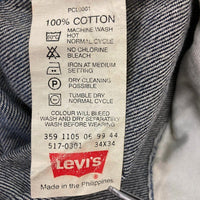 PCL0001
100% COTTON
MACHINE WASH
HOT
NORMAL CYCLE
NO CHLORINE
BLEACH
IRON AT MEDIUM
SETTING
DRY CLEANING
POSSIBLE
TUMBLE DRY
NORMAL CYCLE
COLOUR WILL BLEED
WASH AND DRY SEPARATELY
WASH BEFORE WEAR
359 1105 06 99 44
517-0301 34X34
Levi's
Made in the Philippines